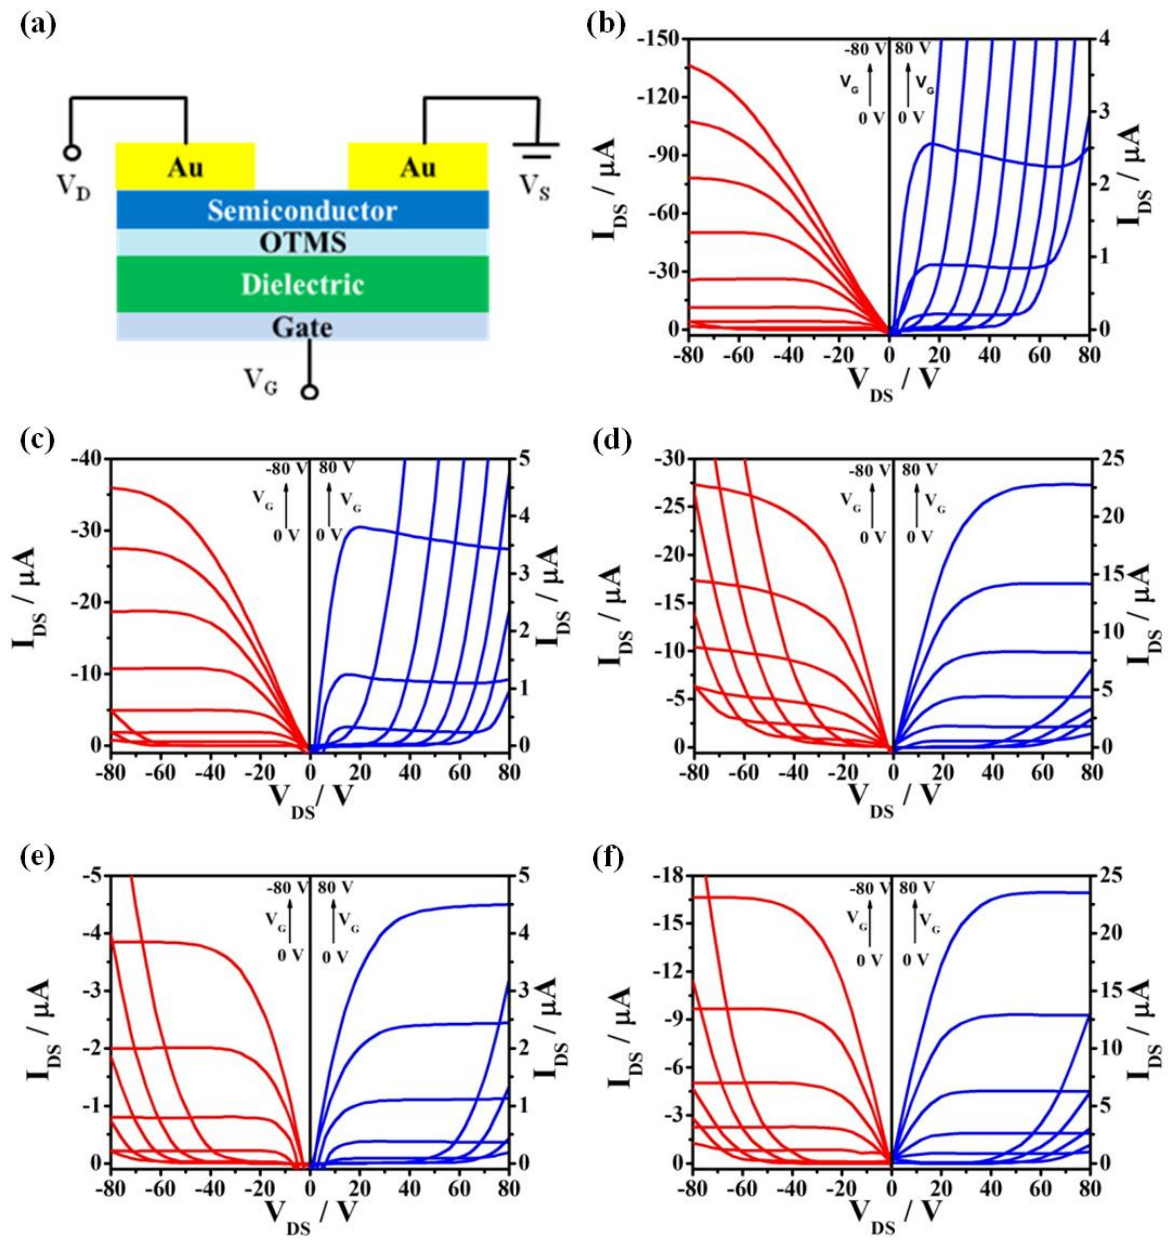 (a)
Au
Au
V_D
V_S
Semiconductor
OTMS
Dielectric
Gate
V_G
(b)
-150
-120
-90
-60
-30
0
I_DS / µA
-80 V
80 V
V_G
V_G
0 V
0 V
4
3
2
1
0
I_DS / µA
-80 -60 -40 -20 0 20 40 60 80
V_DS / V
(c)
-40
-30
-20
-10
0
I_DS / µA
-80 V
80 V
V_G
V_G
0 V
0 V
5
4
3
2
1
0
I_DS / µA
-80 -60 -40 -20 0 20 40 60 80
V_DS / V
(d)
-30
-25
-20
-15
-10
-5
0
I_DS / µA
-80 V
80 V
V_G
V_G
0 V
0 V
25
20
15
10
5
0
I_DS / µA
-80 -60 -40 -20 0 20 40 60 80
V_DS / V
(e)
-5
-4
-3
-2
-1
0
I_DS / µA
-80 V
80 V
V_G
V_G
0 V
0 V
5
4
3
2
1
0
I_DS / µA
-80 -60 -40 -20 0 20 40 60 80
V_DS / V
(f)
-18
-15
-12
-9
-6
-3
0
I_DS / µA
-80 V
80 V
V_G
V_G
0 V
0 V
25
20
15
10
5
0
I_DS / µA
-80 -60 -40 -20 0 20 40 60 80
V_DS / V